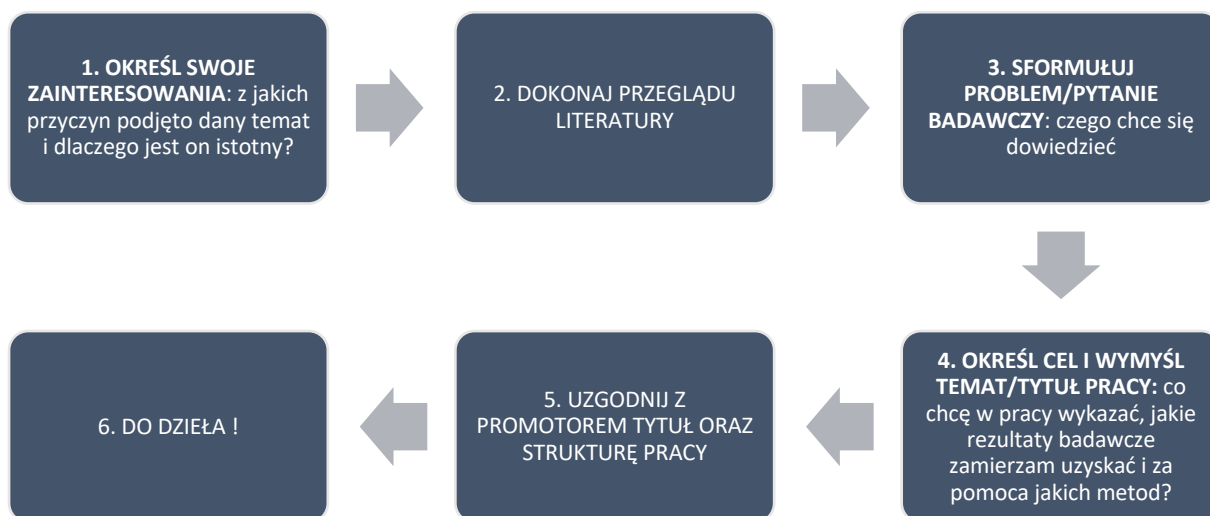 1. OKREŚL SWOJE
ZAINTERESOWANIA: z jakich
przyczyn podjęto dany temat
i dlaczego jest on istotny?
2. DOKONAJ PRZEGLĄDU
LITERATURY
3. SFORMUŁUJ
PROBLEM/PYTANIE
BADAWCZY: czego chce się
dowiedzieć
4. OKREŚL CEL I WYMYŚL
TEMAT/TYTUŁ PRACY: co
chcę w pracy wykazać, jakie
rezultaty badawcze
zamierzam uzyskać i za
pomoca jakich metod?
5. UZGODNIJ Z
PROMOTOREM TYTUŁ ORAZ
STRUKTURĘ PRACY
6. DO DZIEŁA !